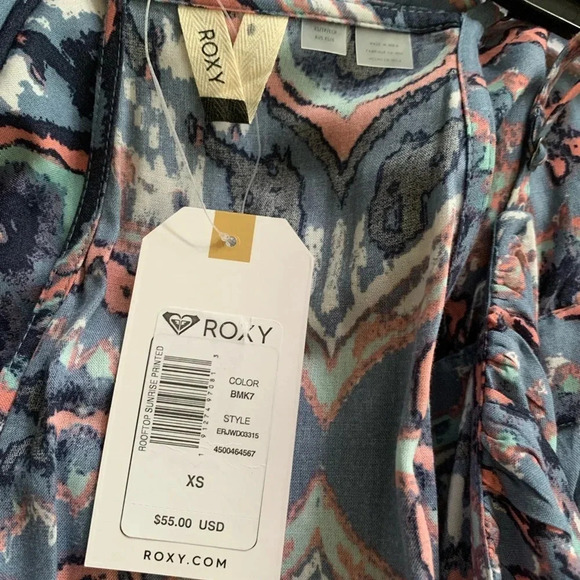 ROXY
ROXY
ROOFTOP SUNRISE PRINTED
COLOR
BMK7
STYLE
ERJWD03315
4500464567
XS
$55.00 USD
ROXY.COM